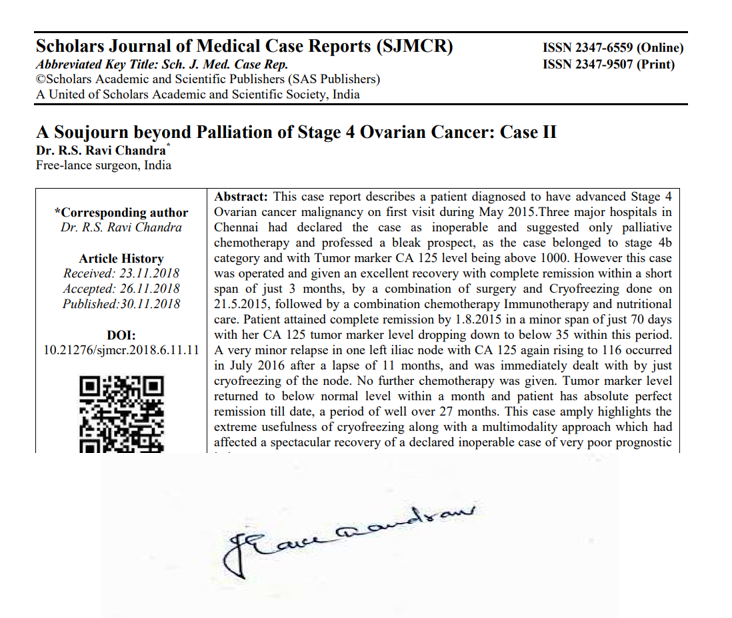 Scholars Journal of Medical Case Reports (SJMCR)
ISSN 2347-6559 (Online)
Abbreviated Key Title: Sch. J. Med. Case Rep.
ISSN 2347-9507 (Print)
©Scholars Academic and Scientific Publishers (SAS Publishers)
A United of Scholars Academic and Scientific Society, India
A Soujourn beyond Palliation of Stage 4 Ovarian Cancer: Case II
Dr. R.S. Ravi Chandra*
Free-lance surgeon, India
*Corresponding author
Dr. R.S. Ravi Chandra
Article History
Received: 23.11.2018
Accepted: 26.11.2018
Published:30.11.2018
DOI:
10.21276/sjmcr.2018.6.11.11
Abstract: This case report describes a patient diagnosed to have advanced Stage 4
Ovarian cancer malignancy on first visit during May 2015.Three major hospitals in
Chennai had declared the case as inoperable and suggested only palliative
chemotherapy and professed a bleak prospect, as the case belonged to stage 4b
category and with Tumor marker CA 125 level being above 1000. However this case
was operated and given an excellent recovery with complete remission within a short
span of just 3 months, by a combination of surgery and Cryofreezing done on
21.5.2015, followed by a combination chemotherapy Immunotherapy and nutritional
care. Patient attained complete remission by 1.8.2015 in a minor span of just 70 days
with her CA 125 tumor marker level dropping down to below 35 within this period.
A very minor relapse in one left iliac node with CA 125 again rising to 116 occurred
in July 2016 after a lapse of 11 months, and was immediately dealt with by just
cryofreezing of the node. No further chemotherapy was given. Tumor marker level
returned to below normal level within a month and patient has absolute perfect
remission till date, a period of well over 27 months. This case amply highlights the
extreme usefulness of cryofreezing along with a multimodality approach which had
affected a spectacular recovery of a declared inoperable case of very poor prognostic